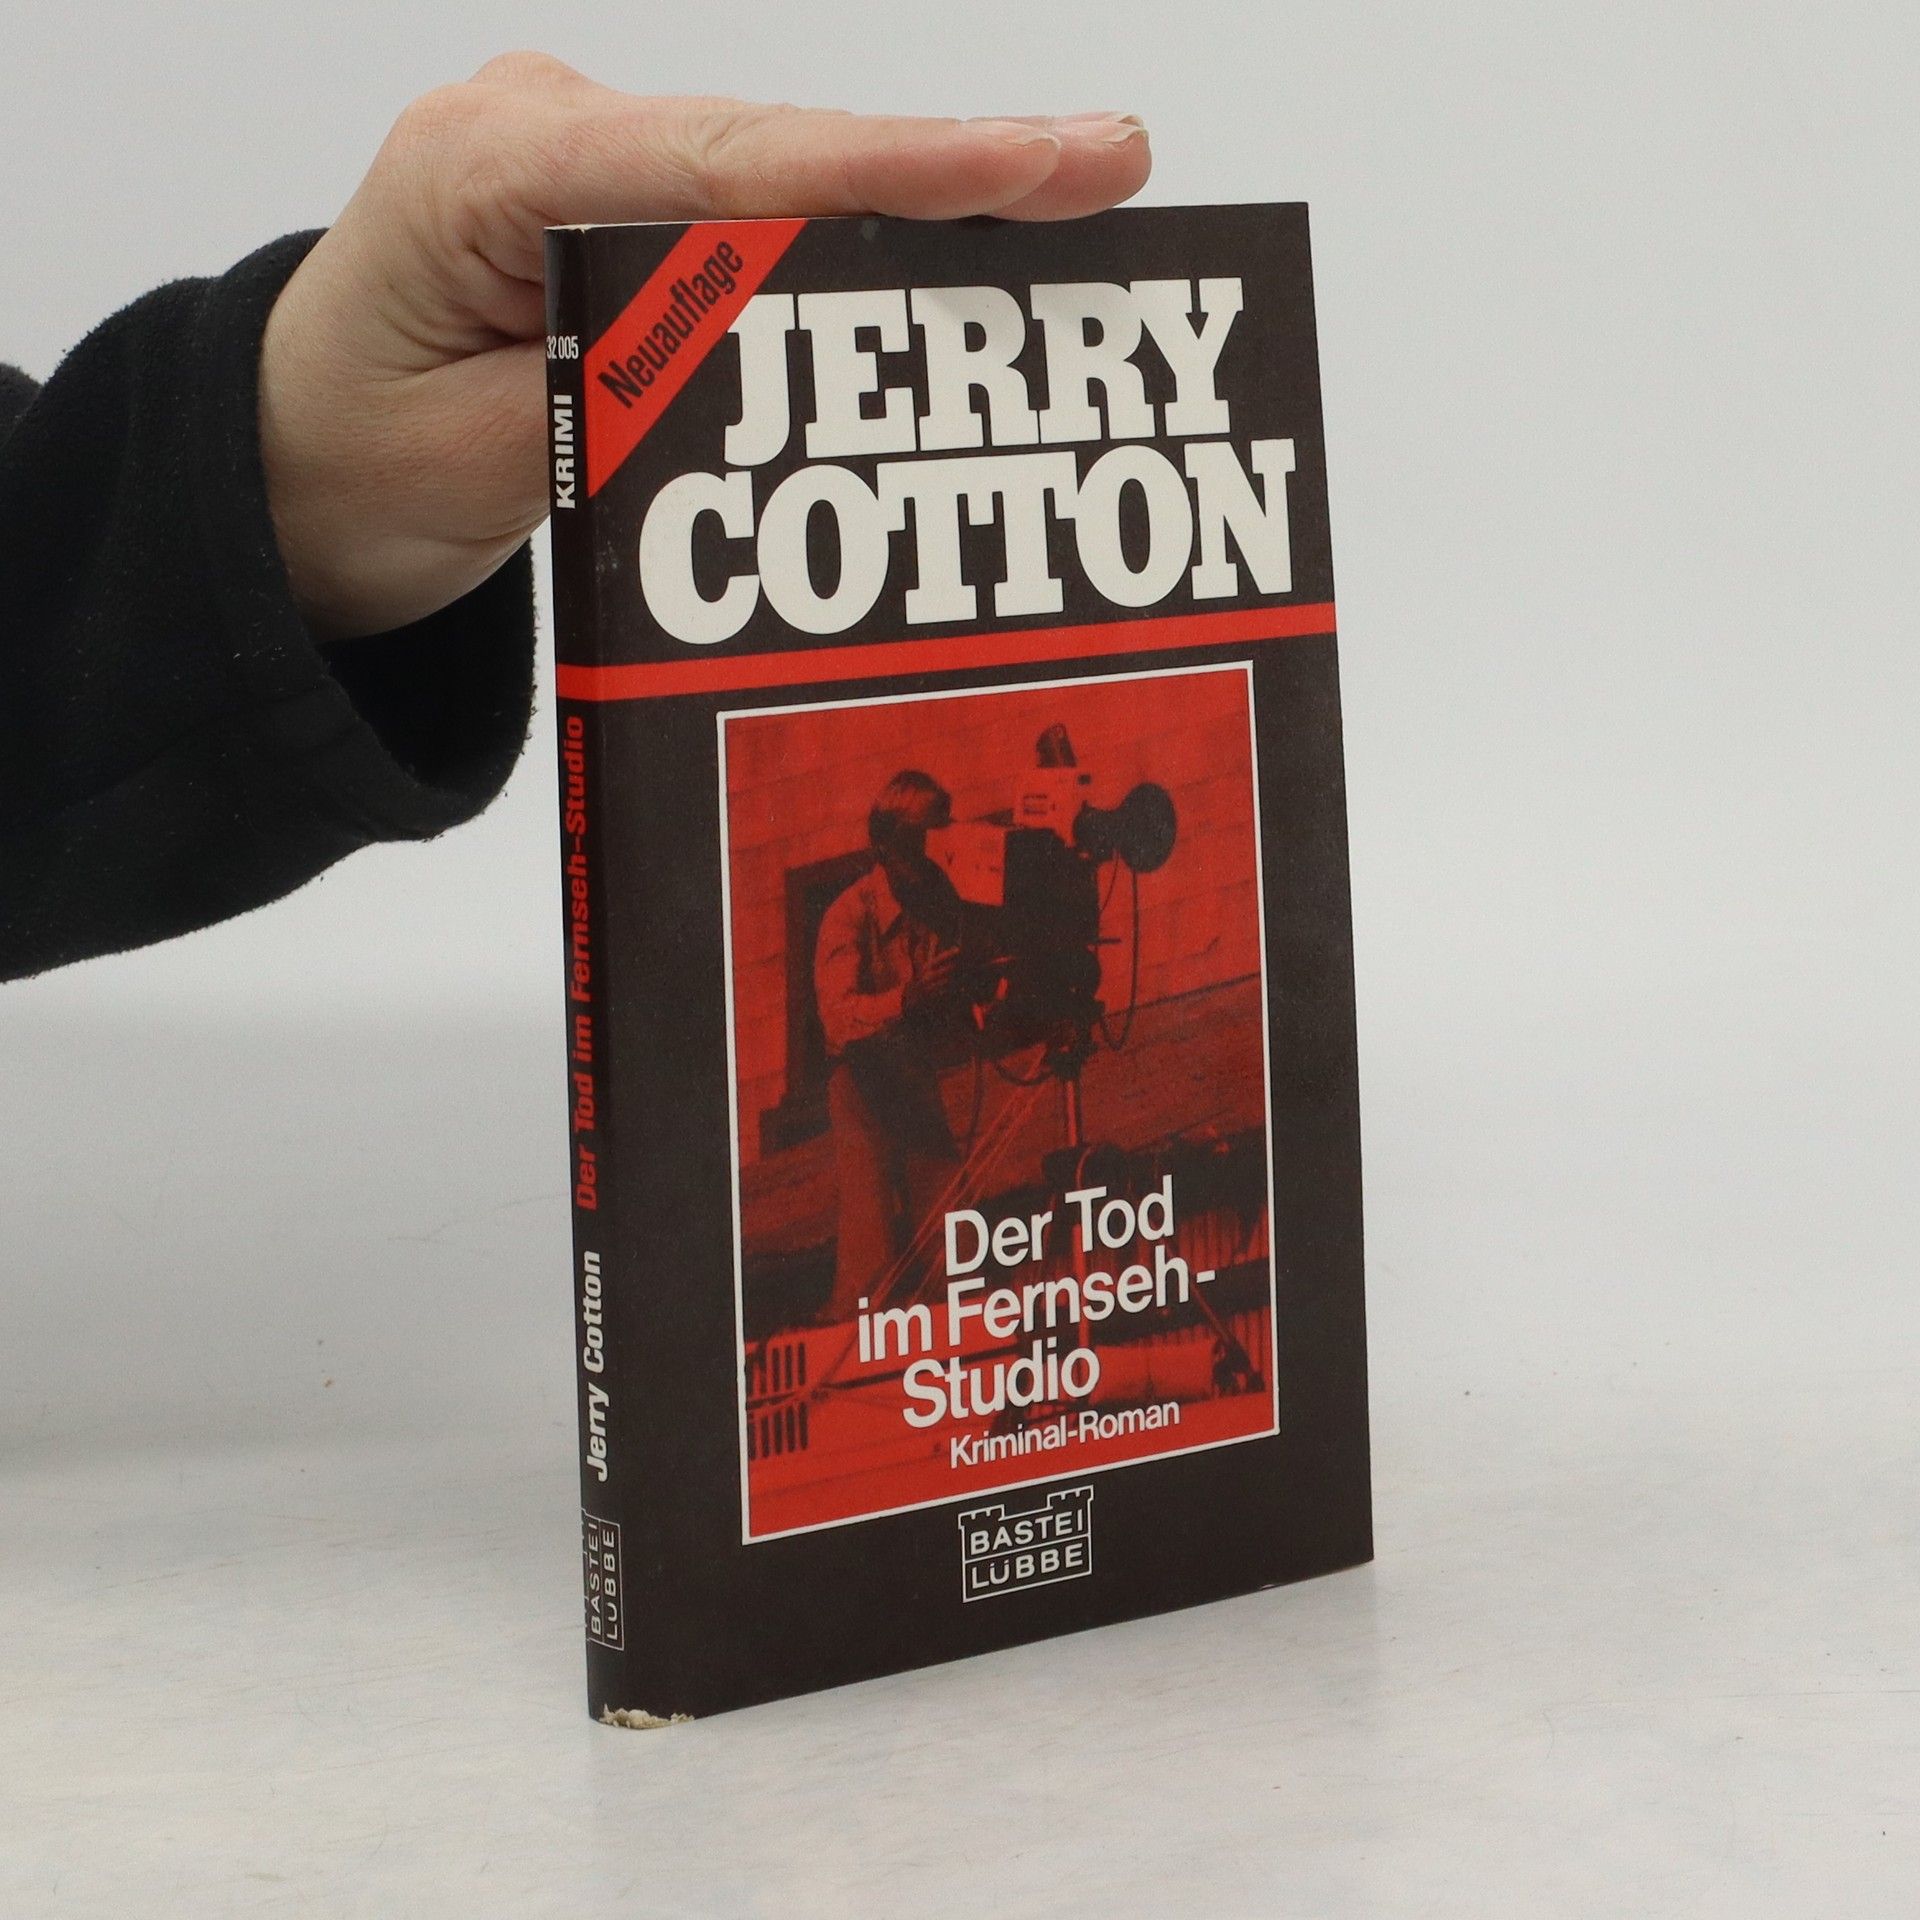 Neuauflage
JERRY
COTTON
Der Tod
im Fernseh-
Studio
Kriminal-Roman
BASTEI
LÜBBE
32 005
KRIMI
Der Tod im Fernseh-Studio
Jerry Cotton
BASTEI
LÜBBE